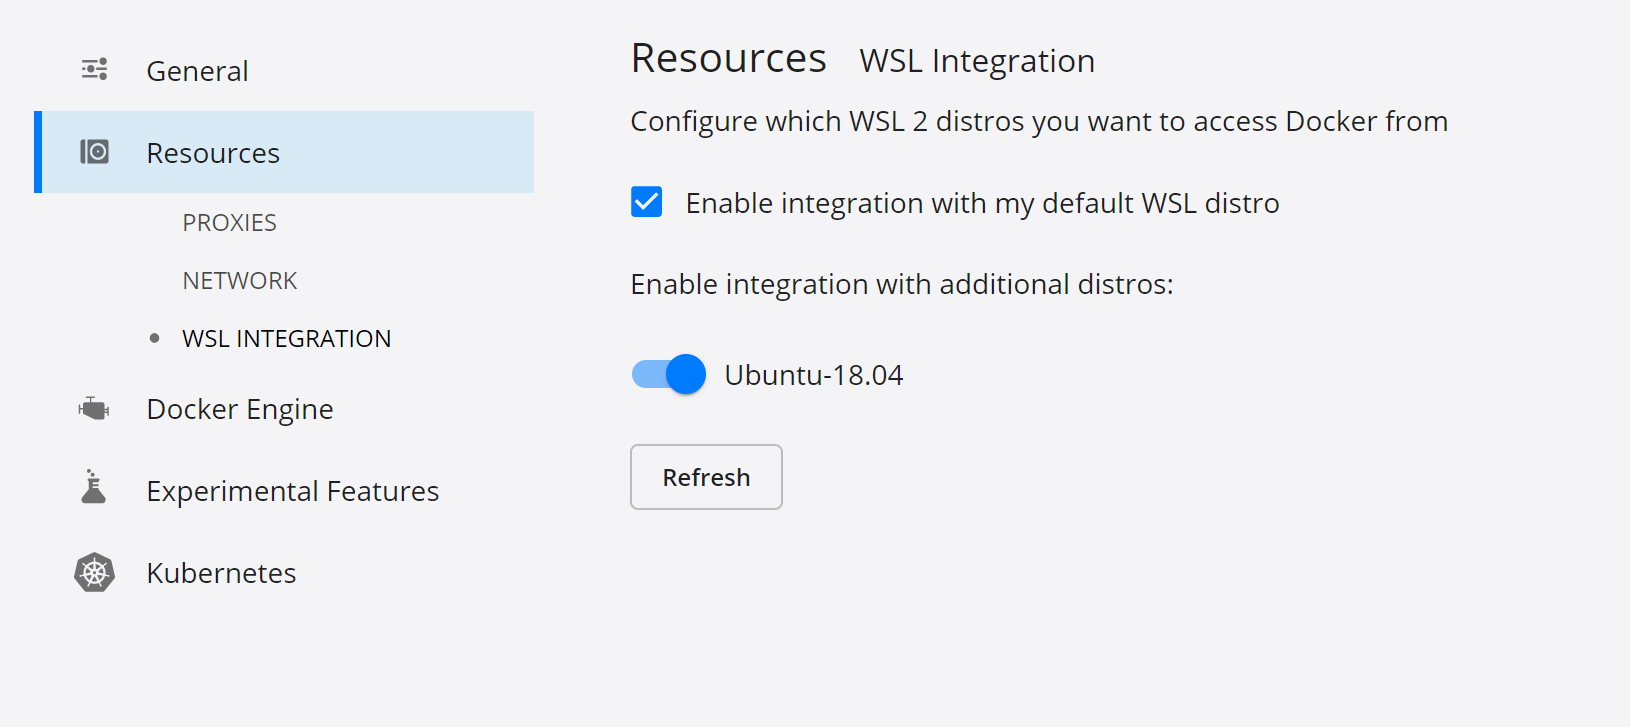 General
Resources
PROXIES
NETWORK
WSL INTEGRATION
Docker Engine
Experimental Features
Kubernetes
Resources WSL Integration
Configure which WSL 2 distros you want to access Docker from
Enable integration with my default WSL distro
Enable integration with additional distros:
Ubuntu-18.04
Refresh